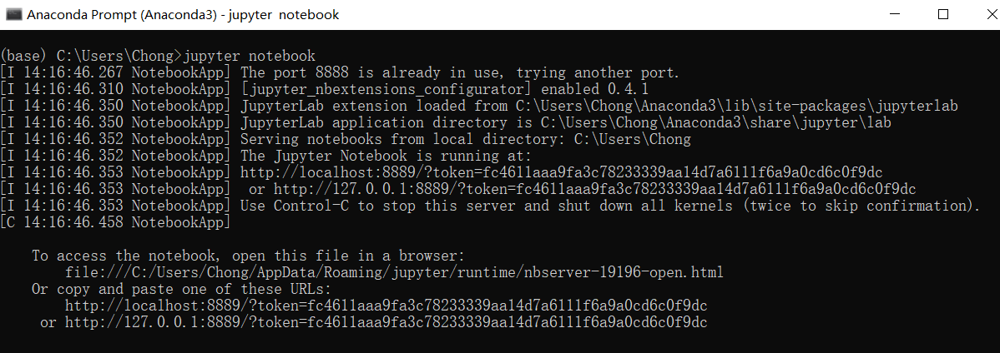 Anaconda Prompt (Anaconda3) - jupyter notebook
(base) C:\Users\Chong>jupyter notebook
[I 14:16:46.267 NotebookApp] The port 8888 is already in use, trying another port.
[I 14:16:46.310 NotebookApp] [jupyter_nbextensions_configurator] enabled 0.4.1
[I 14:16:46.350 NotebookApp] JupyterLab extension loaded from C:\Users\Chong\Anaconda3\lib\site-packages\jupyterlab
[I 14:16:46.350 NotebookApp] JupyterLab application directory is C:\Users\Chong\Anaconda3\share\jupyter\lab
[I 14:16:46.352 NotebookApp] Serving notebooks from local directory: C:\Users\Chong
[I 14:16:46.352 NotebookApp] The Jupyter Notebook is running at:
[I 14:16:46.353 NotebookApp] http://localhost:8889/?token=fc4611aaa9fa3c78233339aa14d7a6111f6a9a0cd6c0f9dc
[I 14:16:46.353 NotebookApp]  or http://127.0.0.1:8889/?token=fc4611aaa9fa3c78233339aa14d7a6111f6a9a0cd6c0f9dc
[I 14:16:46.353 NotebookApp] Use Control-C to stop this server and shut down all kernels (twice to skip confirmation).
[C 14:16:46.458 NotebookApp]
To access the notebook, open this file in a browser:
file:///C:/Users/Chong/AppData/Roaming/jupyter/runtime/nbserver-19196-open.html
Or copy and paste one of these URLs:
http://localhost:8889/?token=fc4611aaa9fa3c78233339aa14d7a6111f6a9a0cd6c0f9dc
or http://127.0.0.1:8889/?token=fc4611aaa9fa3c78233339aa14d7a6111f6a9a0cd6c0f9dc